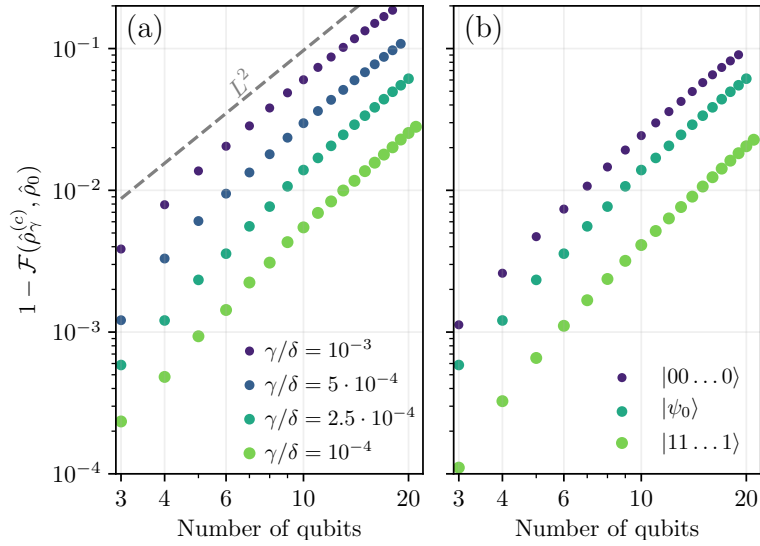 (a)
(b)
L²
1 − F(ρ̂_γ^(c), ρ̂_0)
10⁻¹
10⁻²
10⁻³
10⁻⁴
γ/δ = 10⁻³
γ/δ = 5 · 10⁻⁴
γ/δ = 2.5 · 10⁻⁴
γ/δ = 10⁻⁴
|00 . . . 0⟩
|ψ₀⟩
|11 . . . 1⟩
3 4 6 10 20
3 4 6 10 20
Number of qubits
Number of qubits